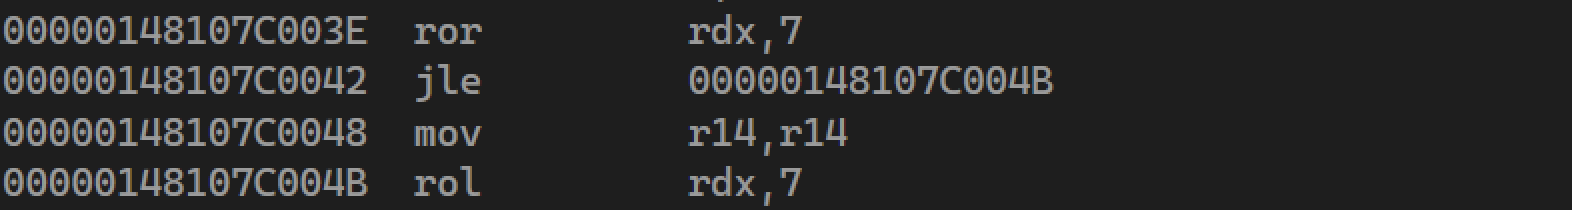 00000148107C003E ror rdx,7
00000148107C0042 jle 00000148107C004B
00000148107C0048 mov r14,r14
00000148107C004B rol rdx,7